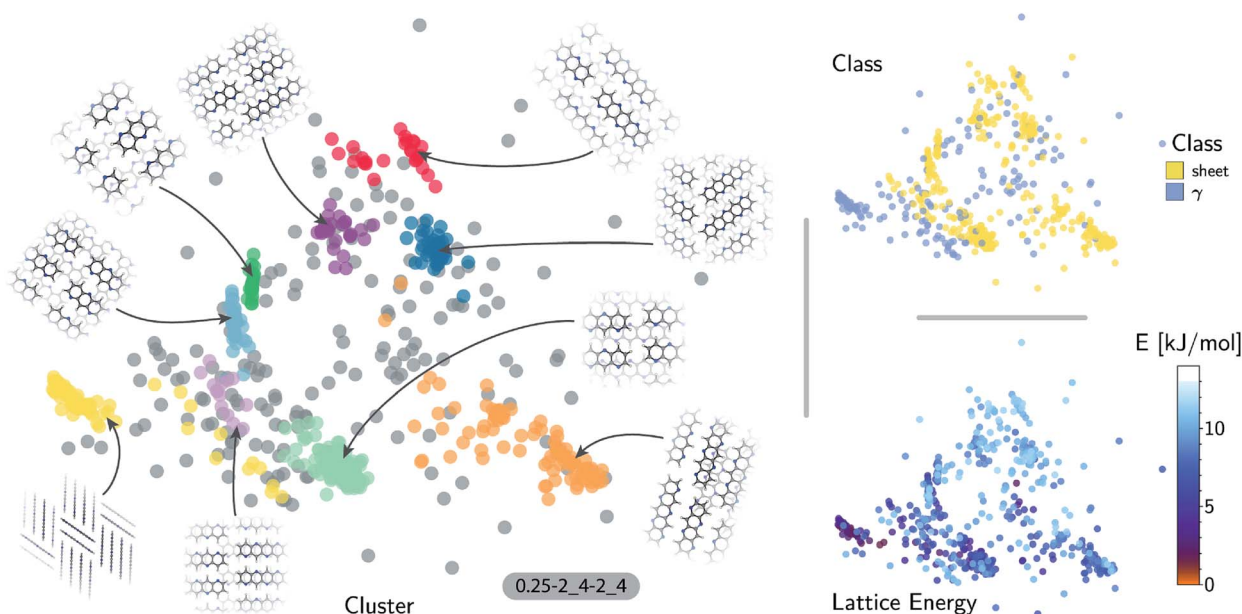 Class
Class
sheet
γ
E [kJ/mol]
10
5
0
0.25-2_4-2_4
Cluster
Lattice Energy